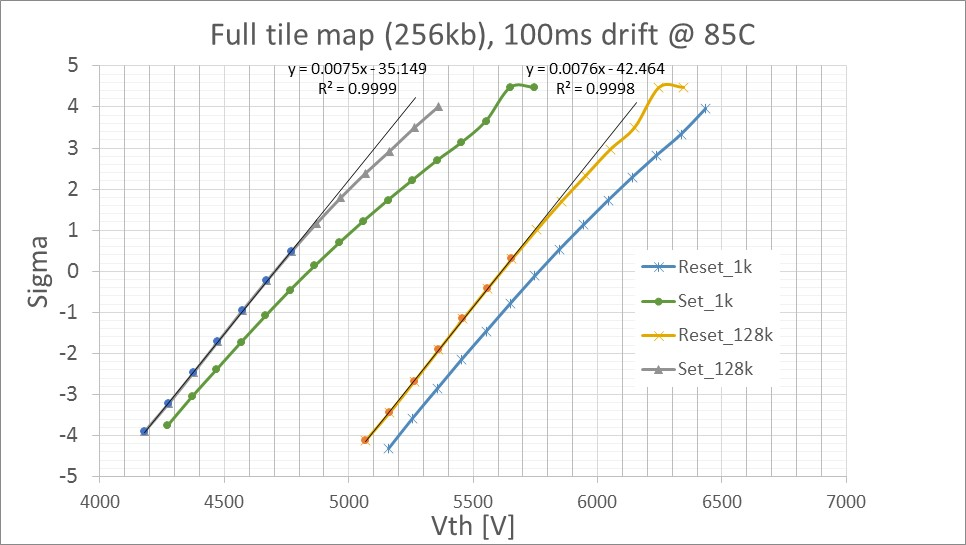 Full tile map (256kb), 100ms drift @ 85C
y = 0.0075x - 35.149
R² = 0.9999
y = 0.0076x - 42.464
R² = 0.9998
5
4
3
2
1
0
-1
-2
-3
-4
-5
Sigma
Reset_1k
Set_1k
Reset_128k
Set_128k
4000 4500 5000 5500 6000 6500 7000
Vth [V]